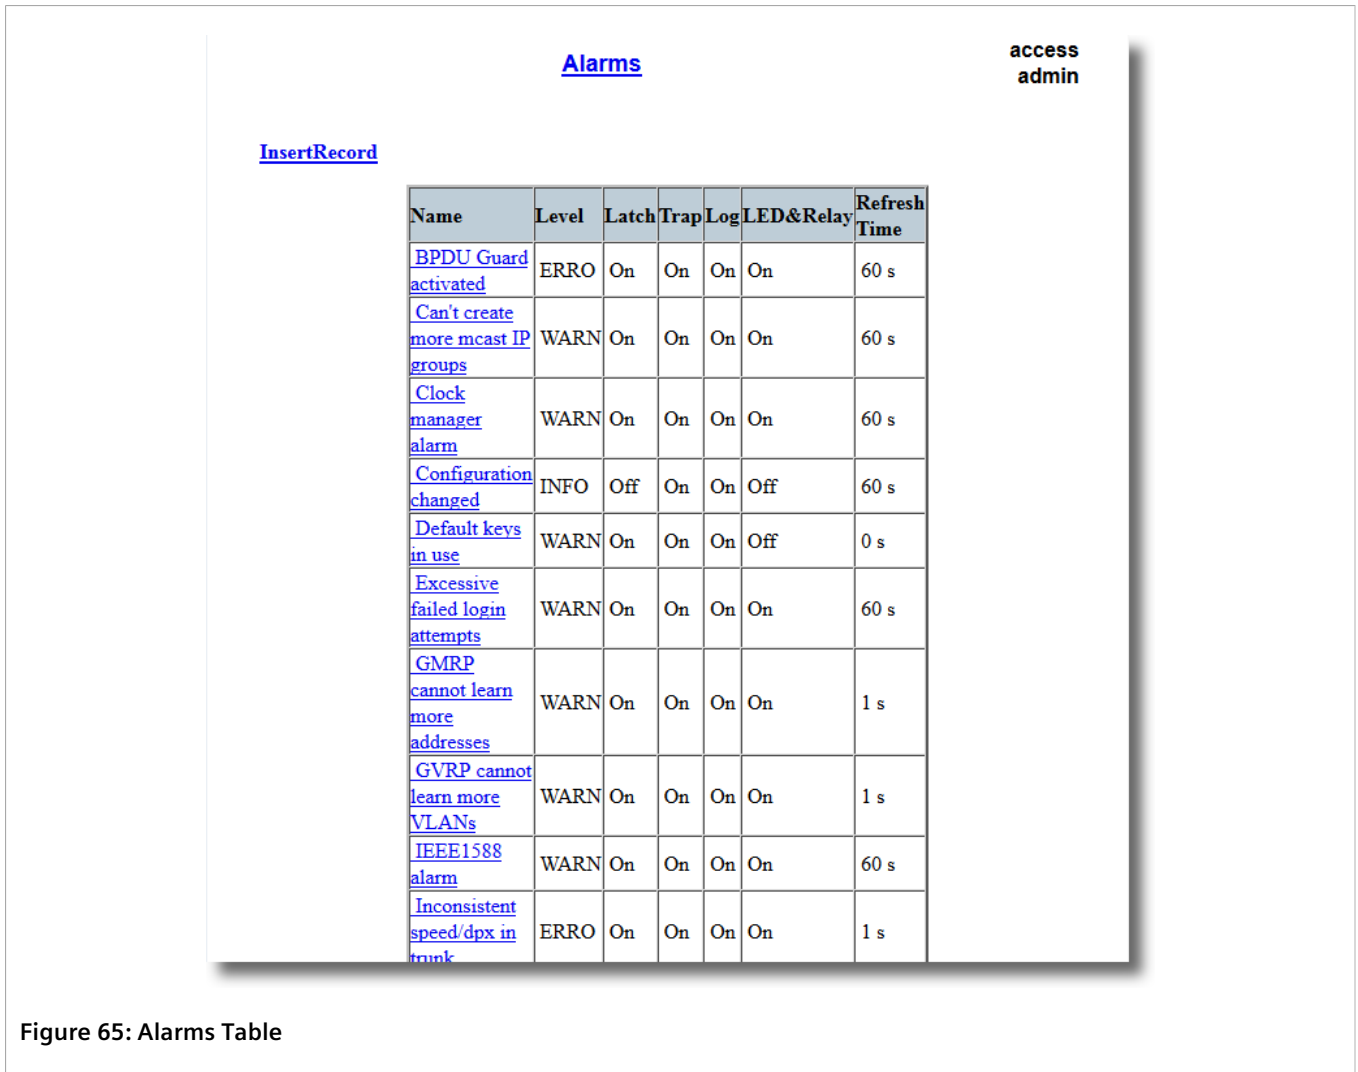 Alarms
access
admin
InsertRecord
Name Level Latch Trap Log LED&Relay Refresh
Time
BPDU Guard
activated ERRO On On On On 60 s
Can't create
more mcast IP
groups WARN On On On On 60 s
Clock
manager
alarm WARN On On On On 60 s
Configuration
changed INFO Off On On Off 60 s
Default keys
in use WARN On On On Off 0 s
Excessive
failed login
attempts WARN On On On On 60 s
GMRP
cannot learn
more
addresses WARN On On On On 1 s
GVRP cannot
learn more
VLANs WARN On On On On 1 s
IEEE1588
alarm WARN On On On On 60 s
Inconsistent
speed/dpx in
trunk ERRO On On On On 1 s
Figure 65: Alarms Table